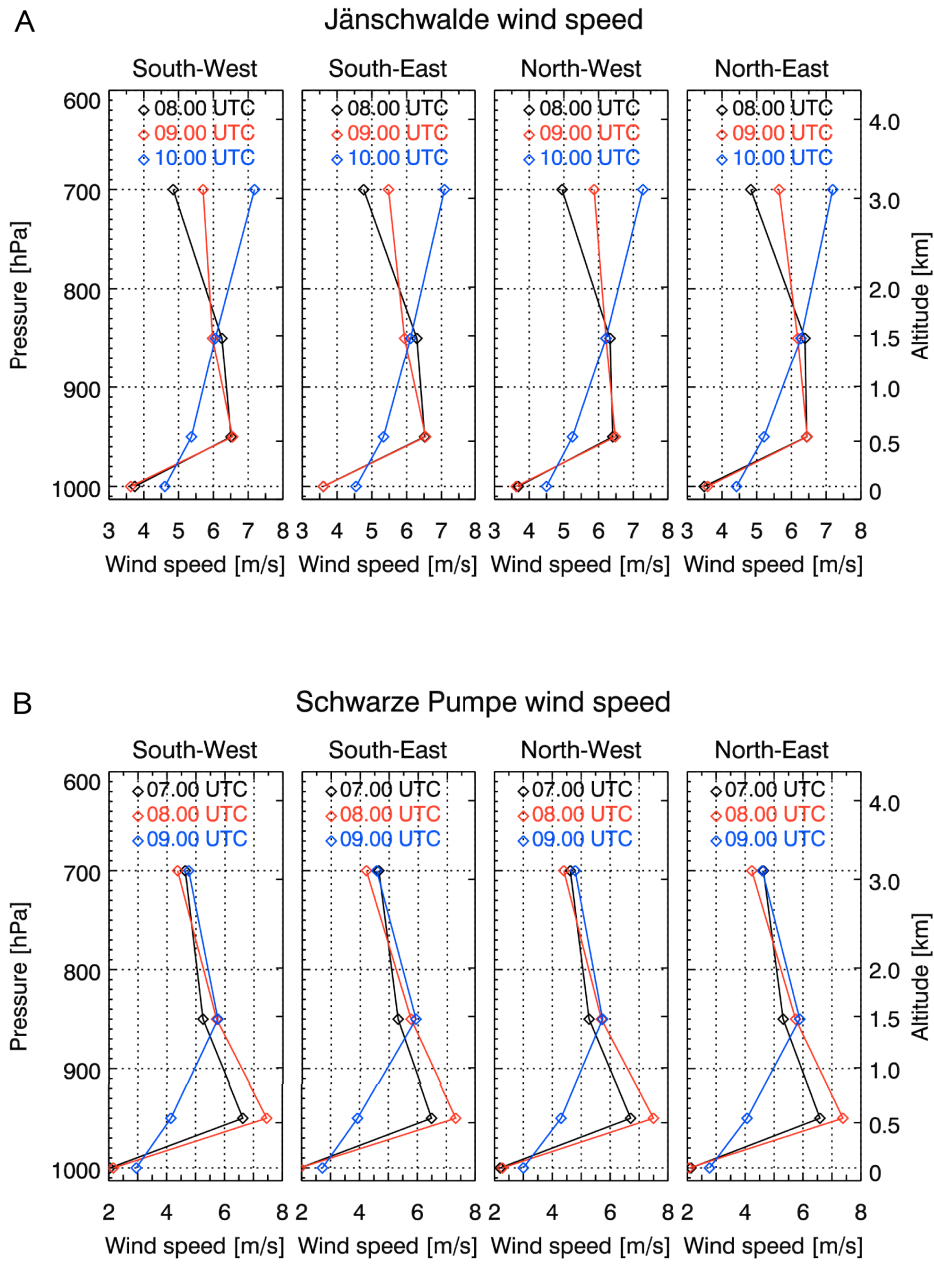 A
Jänschwalde wind speed
South-West South-East North-West North-East
08.00 UTC 08.00 UTC 08.00 UTC 08.00 UTC
09.00 UTC 09.00 UTC 09.00 UTC 09.00 UTC
10.00 UTC 10.00 UTC 10.00 UTC 10.00 UTC
Pressure [hPa]
600
700
800
900
1000
4.0
3.0
2.0
1.5
1.0
0.5
0
Altitude [km]
3 4 5 6 7 8 3 4 5 6 7 8 3 4 5 6 7 8 3 4 5 6 7 8
Wind speed [m/s] Wind speed [m/s] Wind speed [m/s] Wind speed [m/s]
B
Schwarze Pumpe wind speed
South-West South-East North-West North-East
07.00 UTC 07.00 UTC 07.00 UTC 07.00 UTC
08.00 UTC 08.00 UTC 08.00 UTC 08.00 UTC
09.00 UTC 09.00 UTC 09.00 UTC 09.00 UTC
Pressure [hPa]
600
700
800
900
1000
4.0
3.0
2.0
1.5
1.0
0.5
0
Altitude [km]
2 4 6 8 2 4 6 8 2 4 6 8 2 4 6 8
Wind speed [m/s] Wind speed [m/s] Wind speed [m/s] Wind speed [m/s]